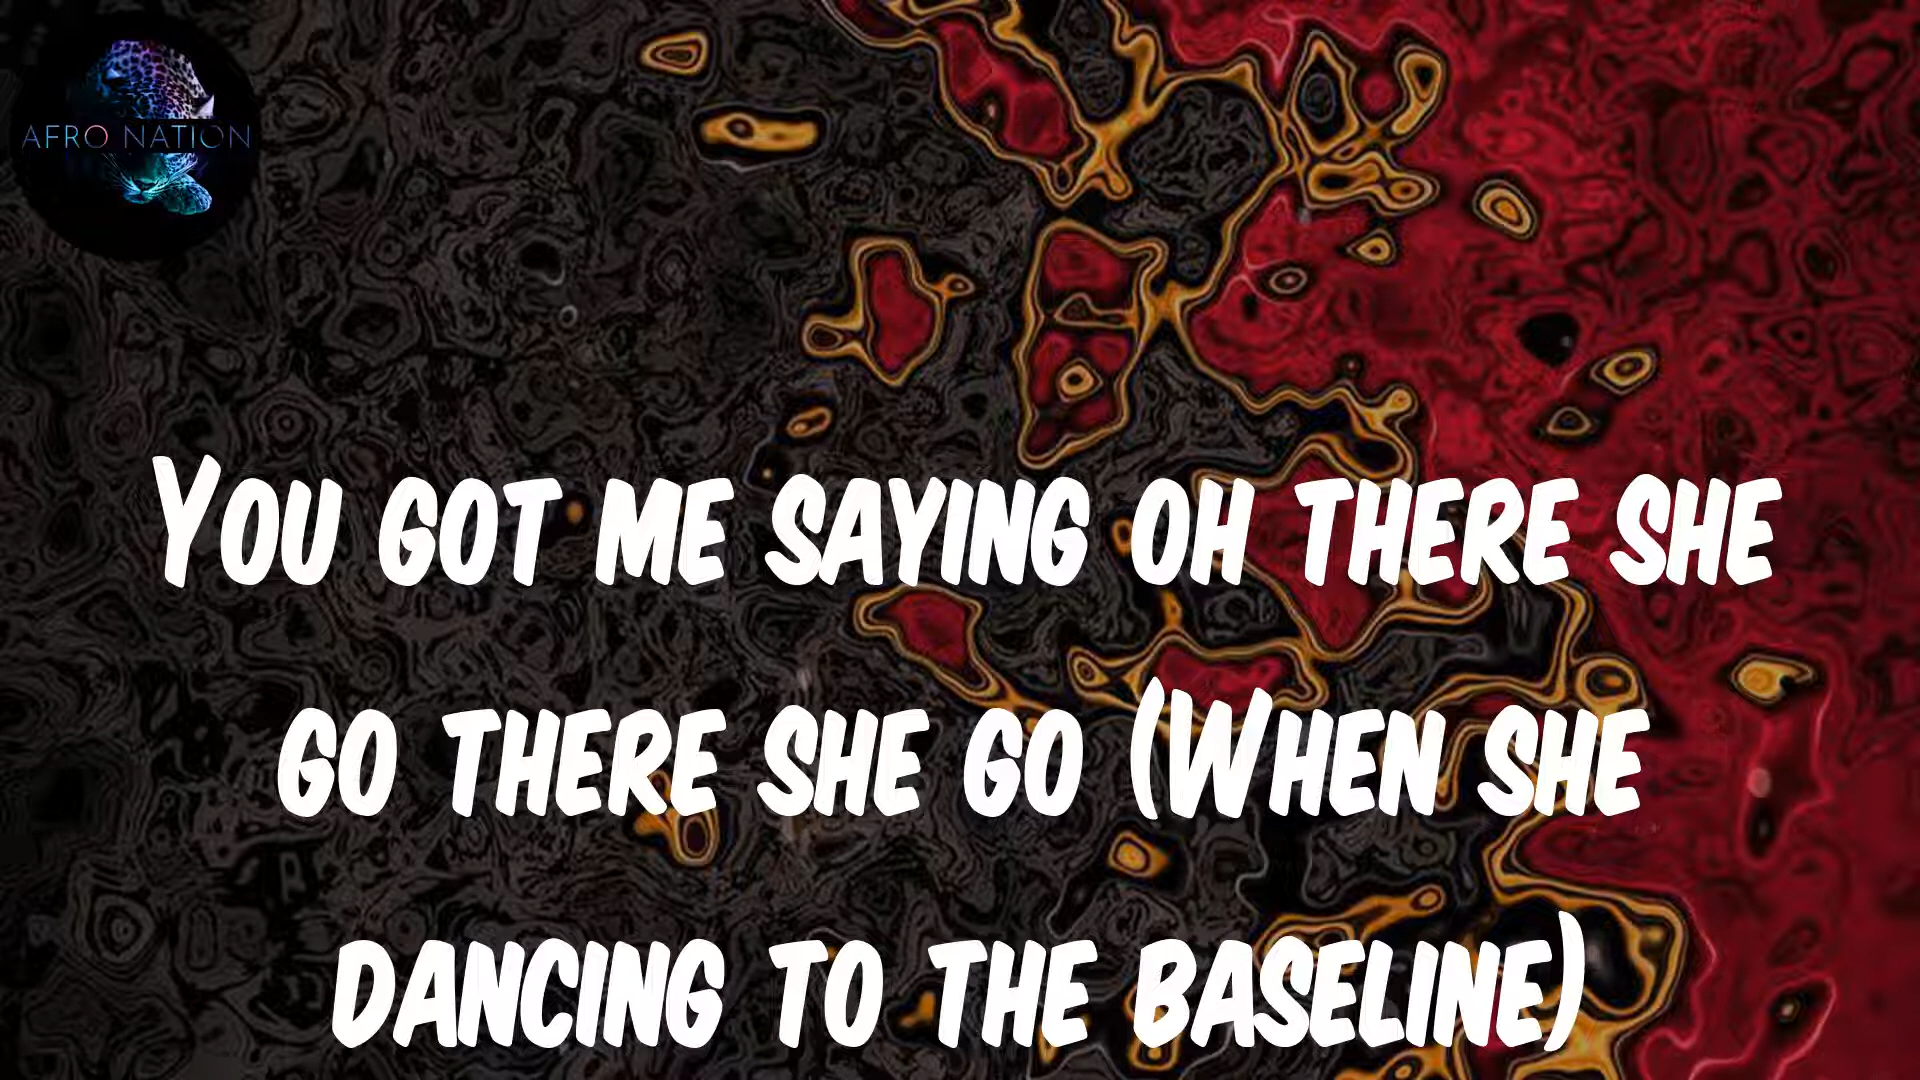 AFRO NATION
You got me saying oh there she
go there she go (When she
dancing to the baseline)